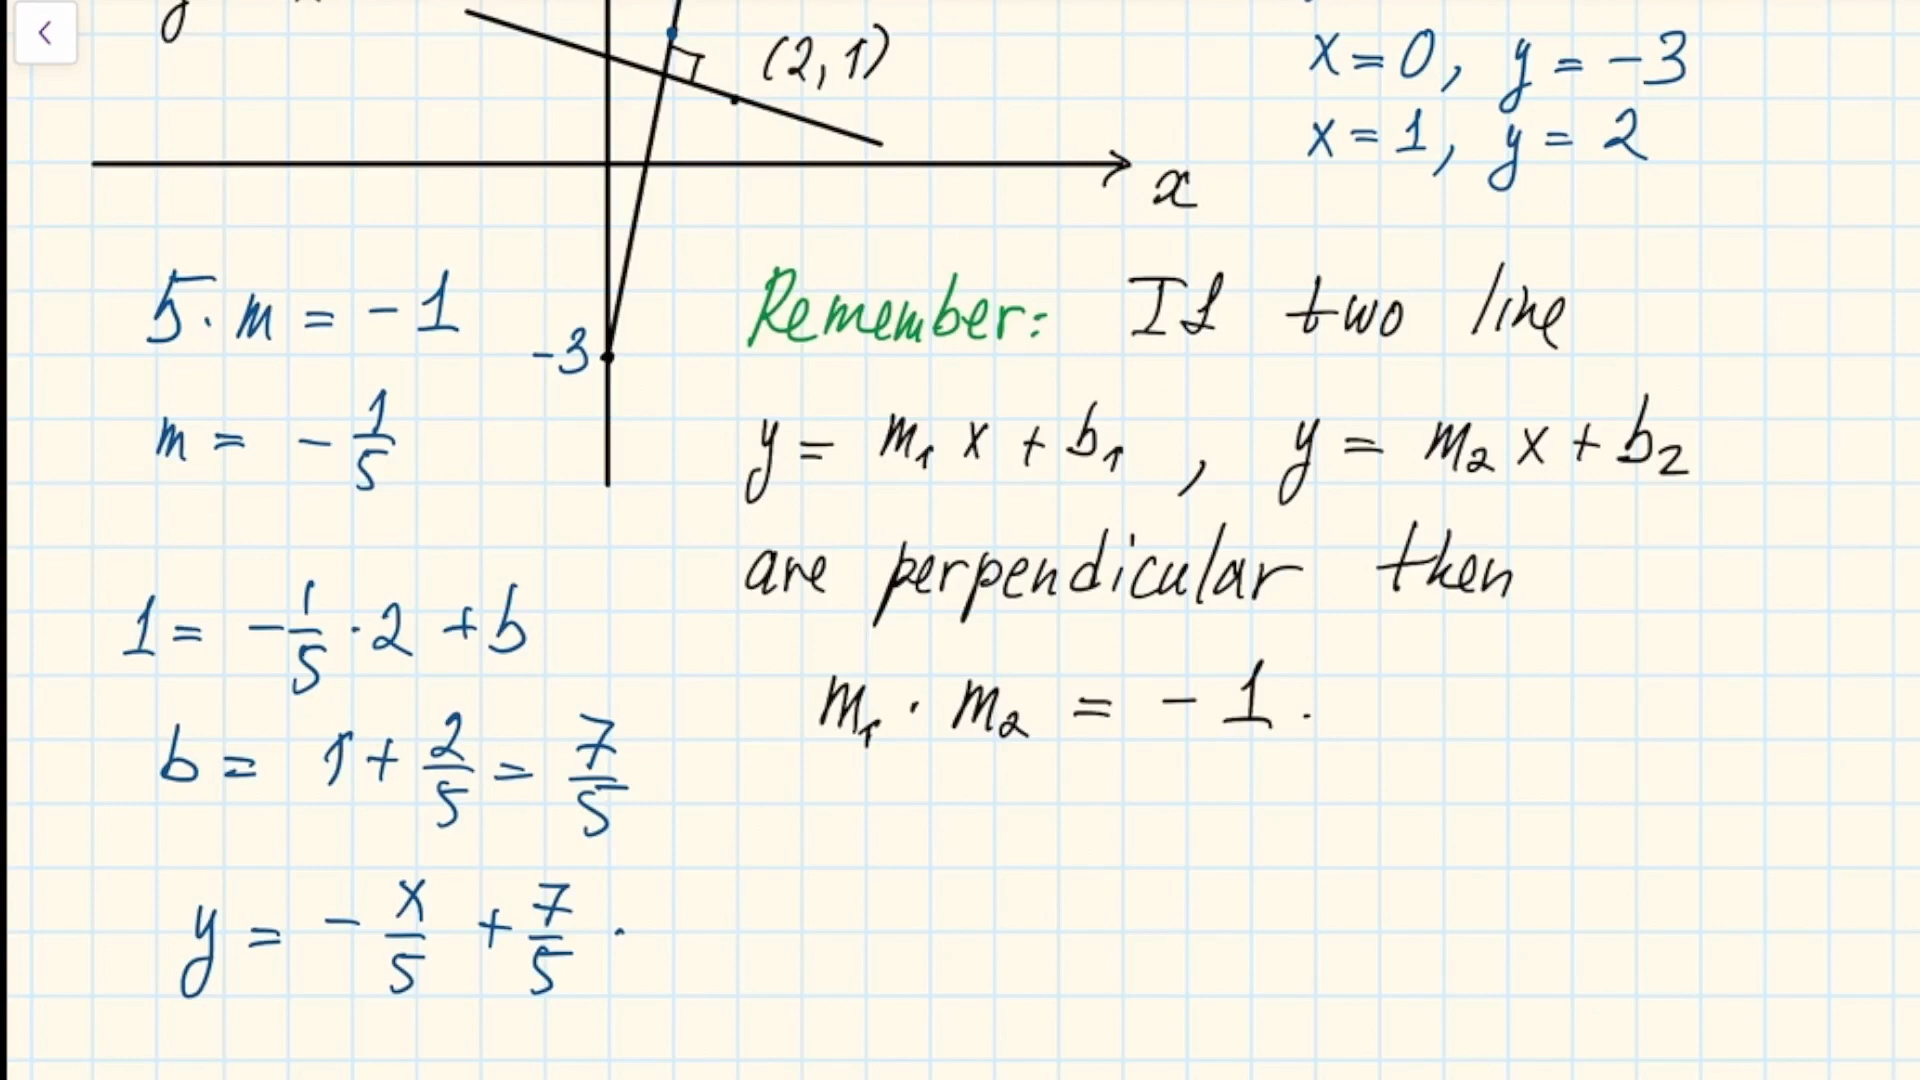 y
(2, 1)
x = 0, y = -3
x = 1, y = 2
x
-3
5 · m = -1
m = - 1/5
1 = - 1/5 · 2 + b
b = 1 + 2/5 = 7/5
y = - x/5 + 7/5 .
Remember: If two line
y = m₁ x + b₁ , y = m₂ x + b₂
are perpendicular then
m₁ · m₂ = - 1 .